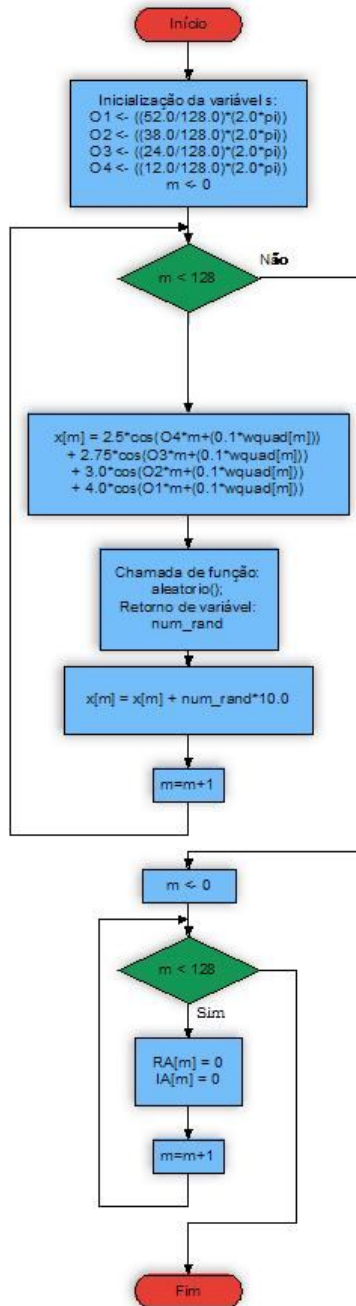 Início
Inicialização da variável s:
O1 <- ((52.0/128.0)*(2.0*pi))
O2 <- ((38.0/128.0)*(2.0*pi))
O3 <- ((24.0/128.0)*(2.0*pi))
O4 <- ((12.0/128.0)*(2.0*pi))
m <- 0
m < 128
Não
x[m] = 2.5*cos(O4*m+(0.1*wquad[m]))
+ 2.75*cos(O3*m+(0.1*wquad[m]))
+ 3.0*cos(O2*m+(0.1*wquad[m]))
+ 4.0*cos(O1*m+(0.1*wquad[m]))
Chamada de função:
aleatorio();
Retorno de variável:
num_rand
x[m] = x[m] + num_rand*10.0
m=m+1
m <- 0
m < 128
Sim
RA[m] = 0
IA[m] = 0
m=m+1
Fim